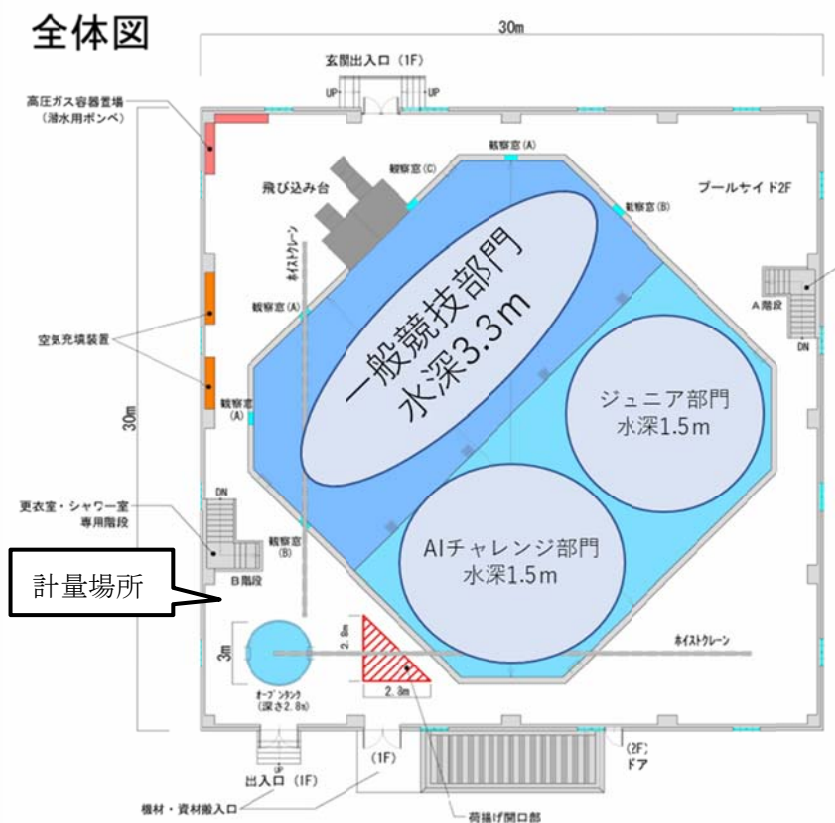 全体図
30m
玄関出入口 (1F)
UP
UP
高圧ガス容器置場
(潜水用ボンベ)
観察窓(A)
観察窓(C)
飛び込み台
プールサイド2F
観察窓(B)
ホイストクレーン
一般競技部門
水深3.3m
A階段
DN
観察窓(A)
空気充填装置
ジュニア部門
水深1.5m
観察窓
(A)
30m
DN
更衣室・シャワー室
専用階段
観察窓
(B)
AIチャレンジ部門
水深1.5m
B階段
計量場所
3m
2.8m
ホイストクレーン
2.8m
オープンタンク
(深さ2.8m)
UP
出入口 (1F)
(1F)
(2F)
ドア
機材・資材搬入口
荷揚げ開口部